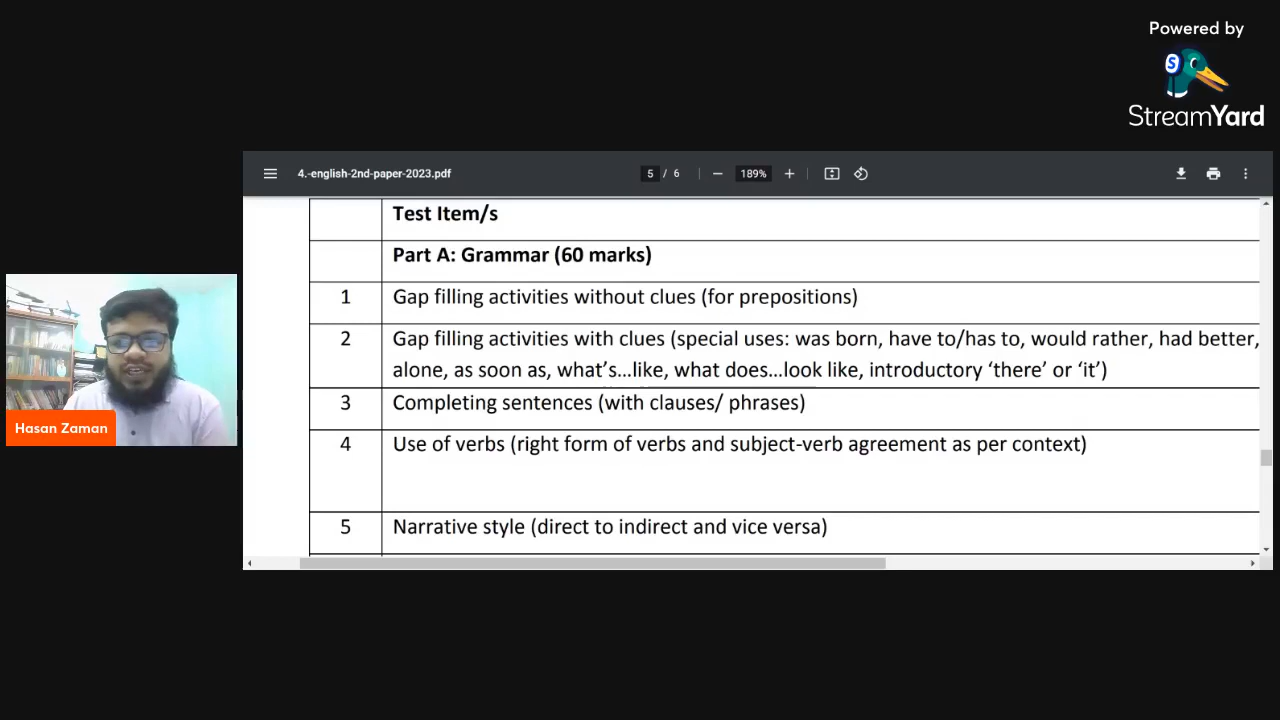 Powered by
S
StreamYard
4.-english-2nd-paper-2023.pdf
5 / 6
189%
Test Item/s
Part A: Grammar (60 marks)
1 Gap filling activities without clues (for prepositions)
2 Gap filling activities with clues (special uses: was born, have to/has to, would rather, had better,
alone, as soon as, what’s…like, what does…look like, introductory ‘there’ or ‘it’)
3 Completing sentences (with clauses/ phrases)
4 Use of verbs (right form of verbs and subject-verb agreement as per context)
5 Narrative style (direct to indirect and vice versa)
Hasan Zaman